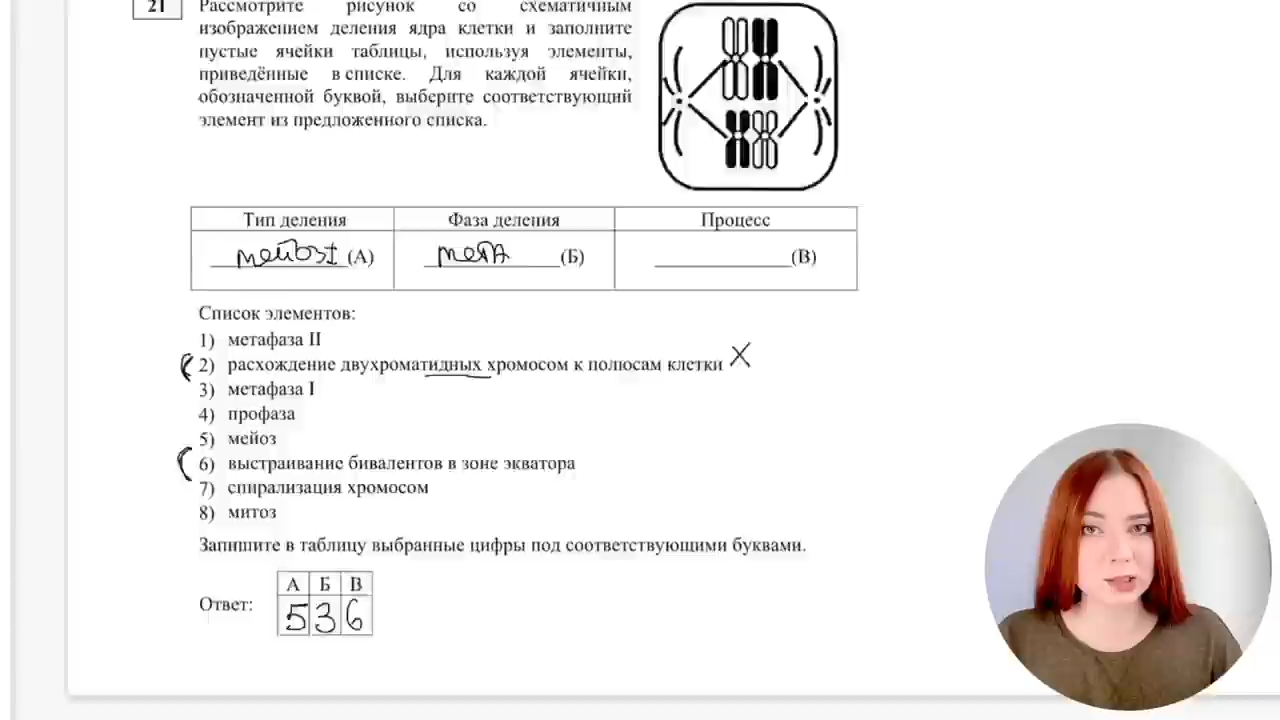 21
Рассмотрите рисунок со схематичным
изображением деления ядра клетки и заполните
пустые ячейки таблицы, используя элементы,
приведённые в списке. Для каждой ячейки,
обозначенной буквой, выберите соответствующий
элемент из предложенного списка.
Тип деления Фаза деления Процесс
мейоз I (А) мета (Б) (В)
Список элементов:
1) метафаза II
2) расхождение двухроматидных хромосом к полюсам клетки X
3) метафаза I
4) профаза
5) мейоз
6) выстраивание бивалентов в зоне экватора
7) спирализация хромосом
8) митоз
Запишите в таблицу выбранные цифры под соответствующими буквами.
А Б В
Ответ: 5 3 6